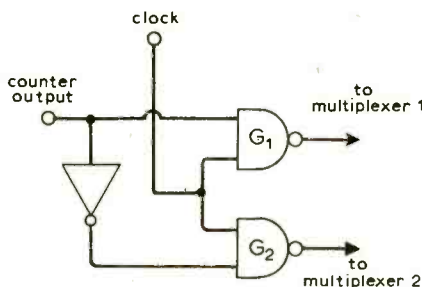 clock
counter
output
to
multiplexer 1
G1
G2
to
multiplexer 2